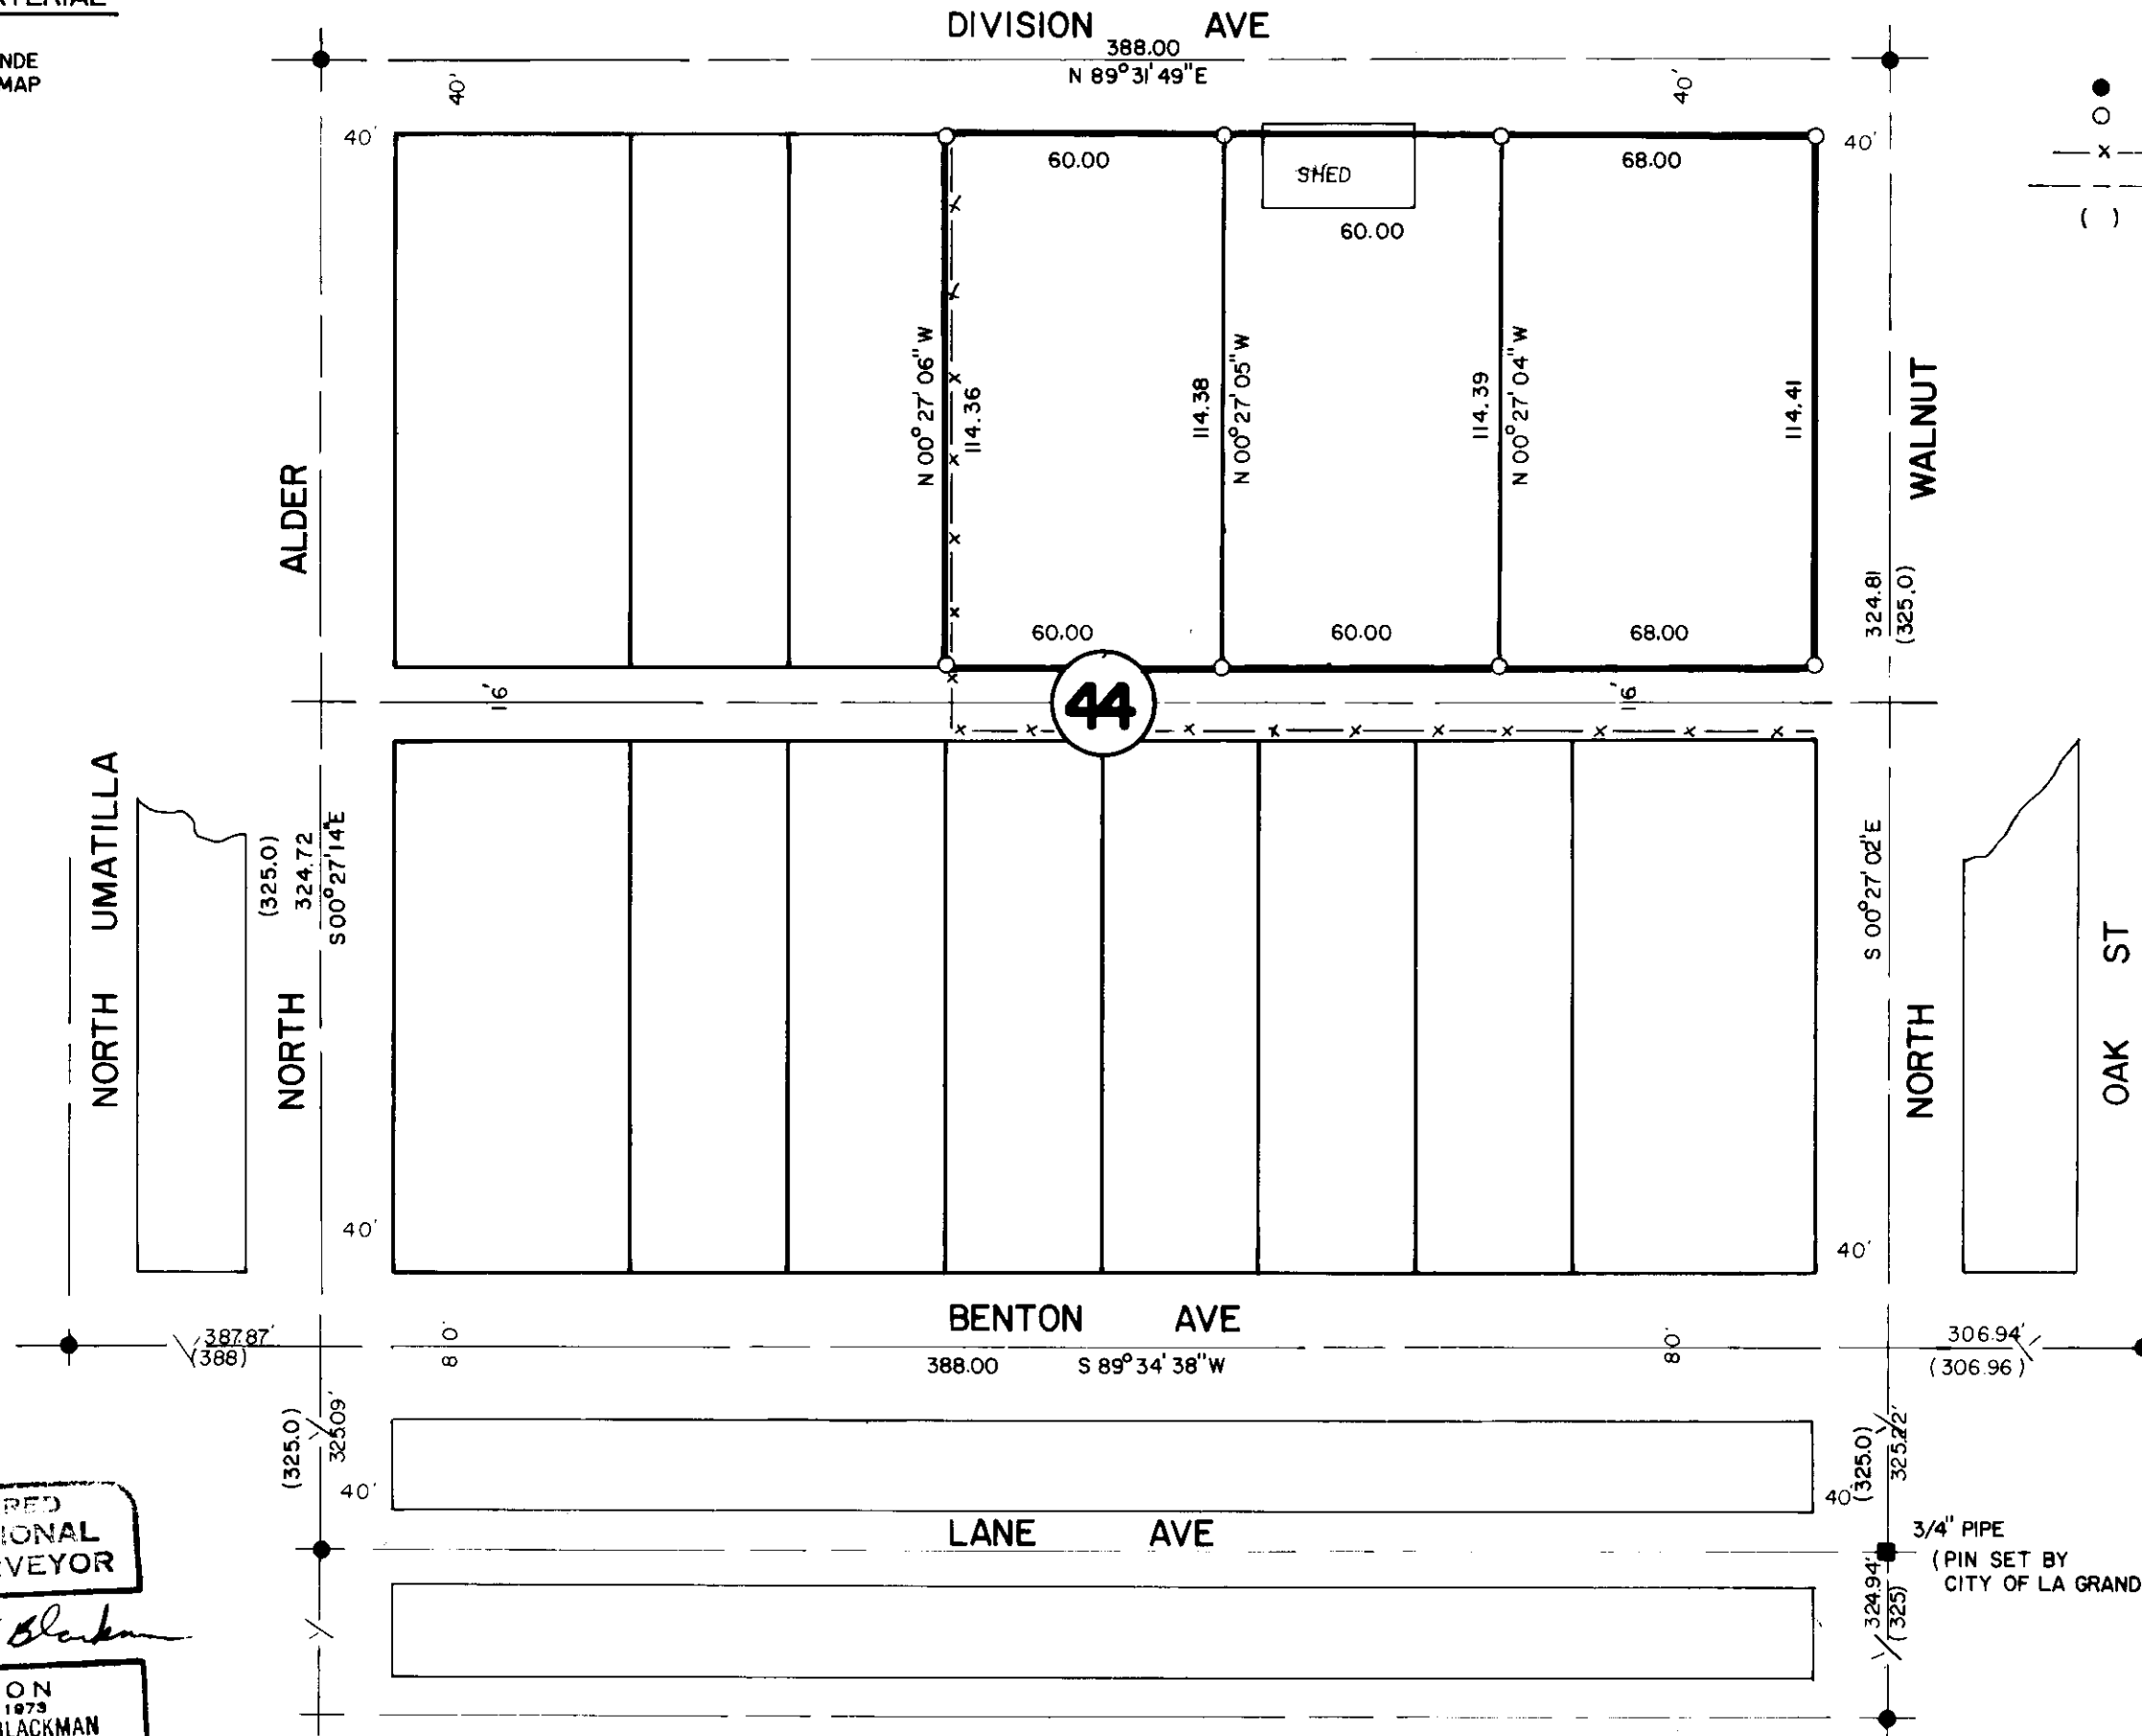 NDE
MAP
DIVISION AVE
388.00
N 89°31'49"E
40'
40'
40'
40'
x
( )
60.00
SHED
60.00
68.00
N 00°27'06"W
114.36
114.38
N 00°27'05"W
114.39
N 00°27'04"W
114.41
ALDER
WALNUT
324.81
(325.0)
60.00
60.00
68.00
16'
16'
44
NORTH UMATILLA
(325.0)
324.72
S 00°27'14"E
NORTH
S 00°27'02"E
NORTH
OAK ST
40'
40'
BENTON AVE
387.87'
(388)
80'
388.00 S 89°34'38"W
80'
306.94'
(306.96)
(325.0)
325.09'
40'
(325.0)
325.22'
40'
LANE AVE
3/4" PIPE
(PIN SET BY
CITY OF LA GRAND
324.94'
(325)
RED
IONAL
VEYOR
Blackman
ON
1973
BLACKMAN